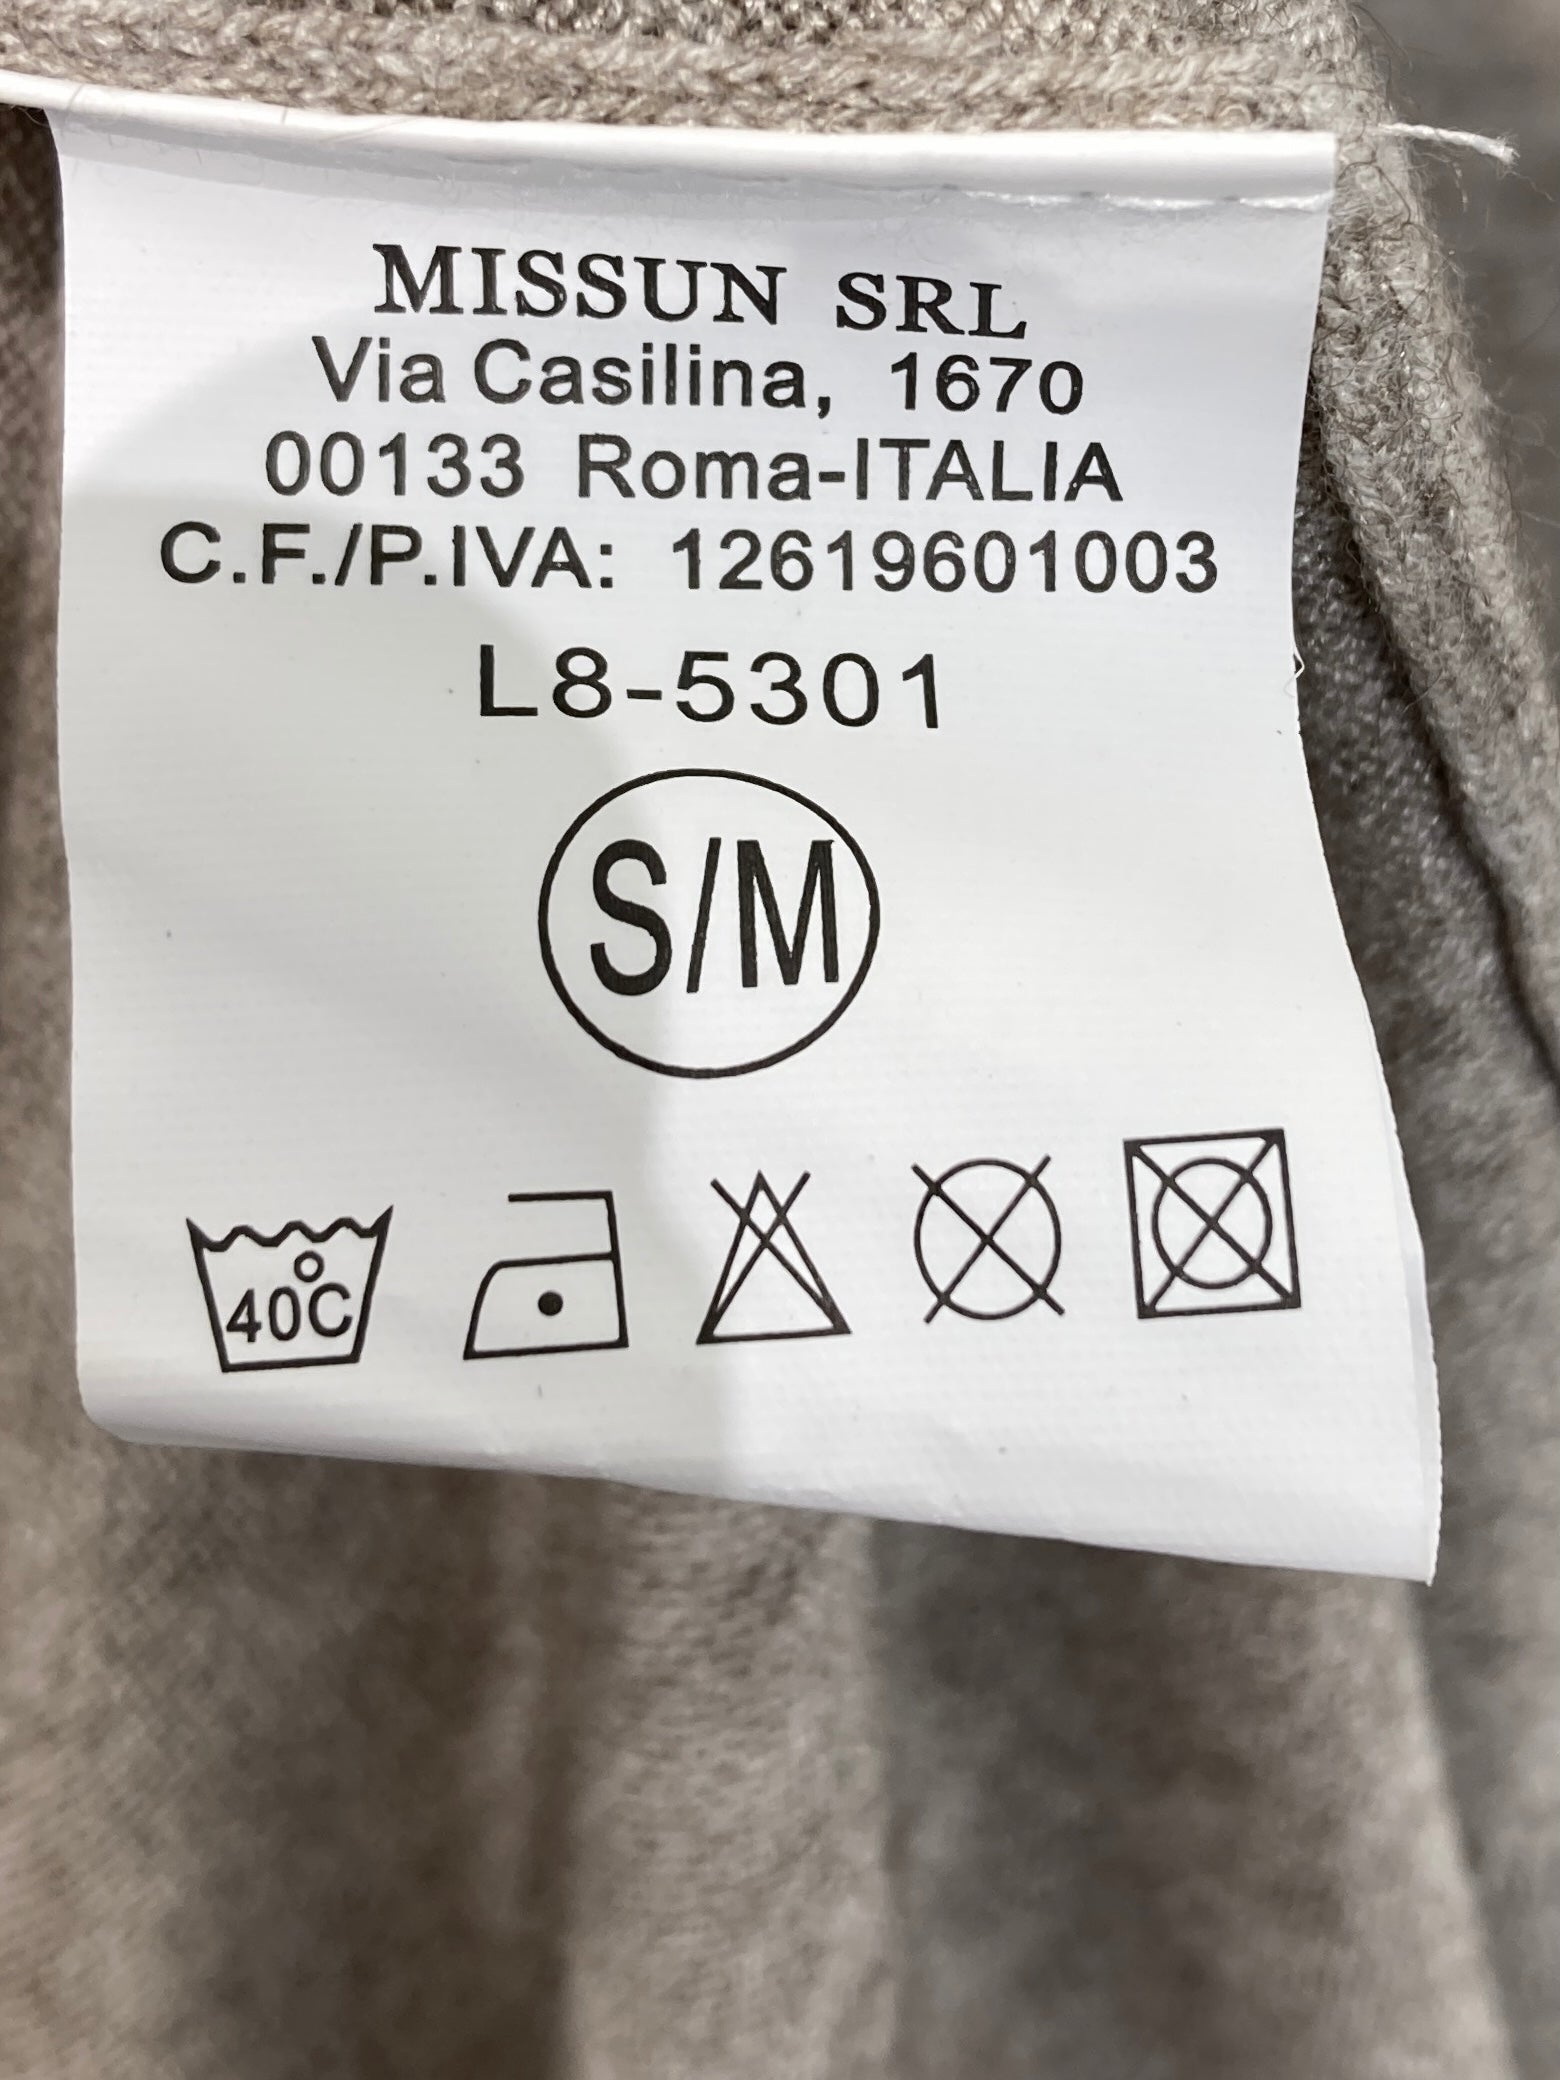 MISSUN SRL
Via Casilina, 1670
00133 Roma-ITALIA
C.F./P.IVA: 12619601003
L8-5301
S/M
40°C